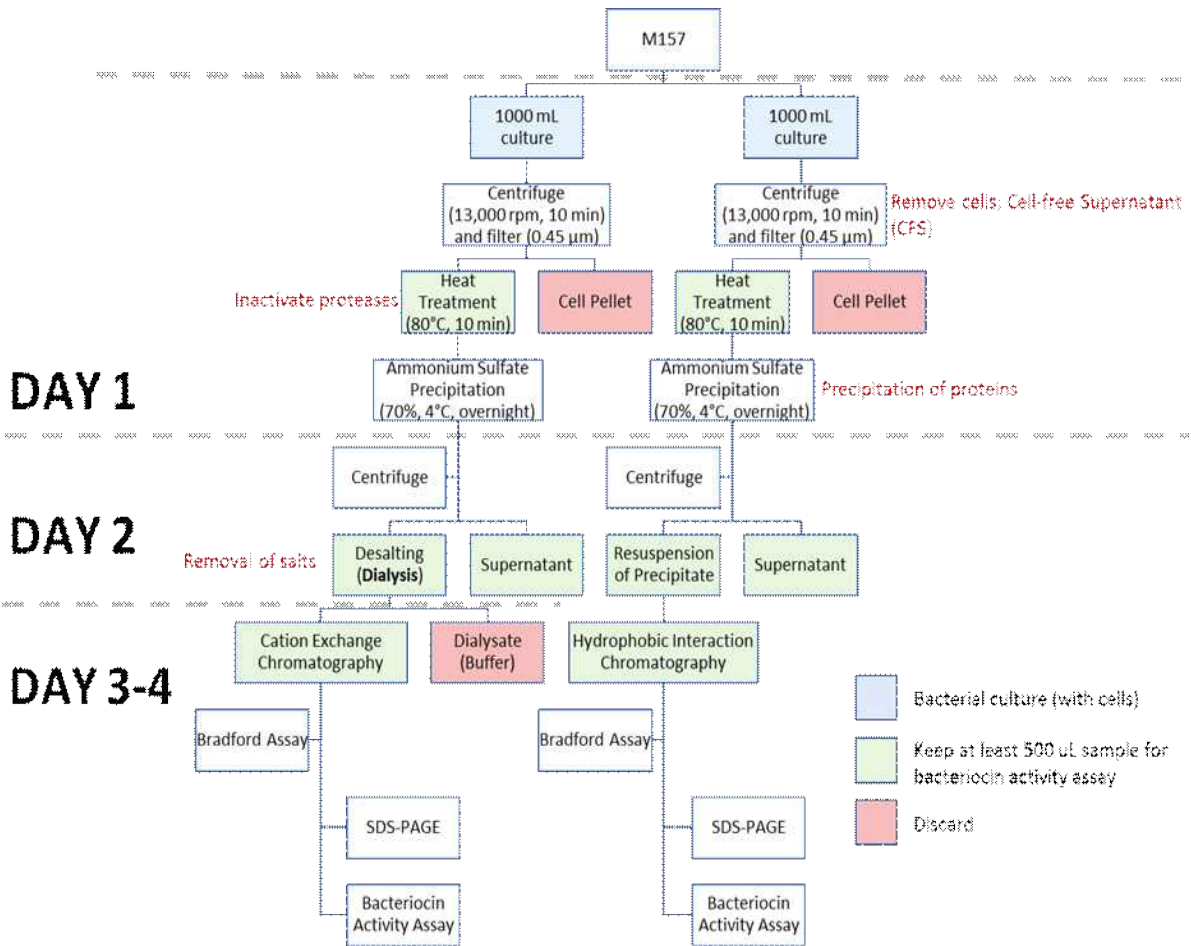 M157
1000 mL
culture
1000 mL
culture
Centrifuge
(13,000 rpm, 10 min)
and filter (0.45 µm)
Centrifuge
(13,000 rpm, 10 min)
and filter (0.45 µm)
Remove cells; Cell-free Supernatant
(CFS)
Inactivate proteases
Heat
Treatment
(80°C, 10 min)
Cell Pellet
Heat
Treatment
(80°C, 10 min)
Cell Pellet
DAY 1
Ammonium Sulfate
Precipitation
(70%, 4°C, overnight)
Ammonium Sulfate
Precipitation
(70%, 4°C, overnight)
Precipitation of proteins
Centrifuge
Centrifuge
DAY 2
Removal of salts
Desalting
(Dialysis)
Supernatant
Resuspension
of Precipitate
Supernatant
DAY 3-4
Cation Exchange
Chromatography
Dialysate
(Buffer)
Hydrophobic Interaction
Chromatography
Bacterial culture (with cells)
Bradford Assay
Bradford Assay
Keep at least 500 uL sample for
bacteriocin activity assay
SDS-PAGE
SDS-PAGE
Discard
Bacteriocin
Activity Assay
Bacteriocin
Activity Assay